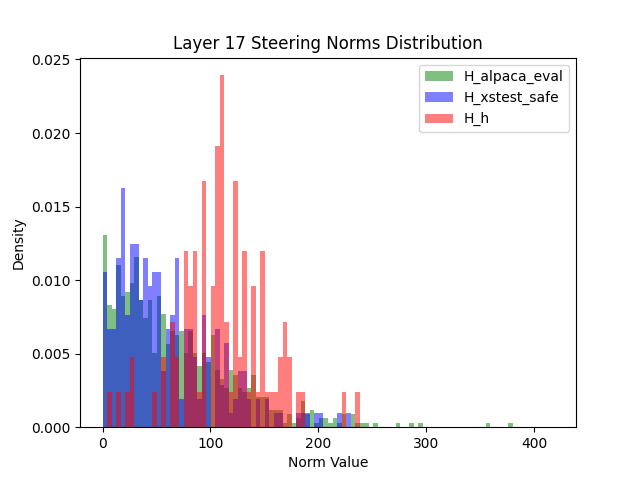 Layer 17 Steering Norms Distribution
0.025
0.020
0.015
0.010
0.005
0.000
Density
H_alpaca_eval
H_xstest_safe
H_h
0
100
200
300
400
Norm Value